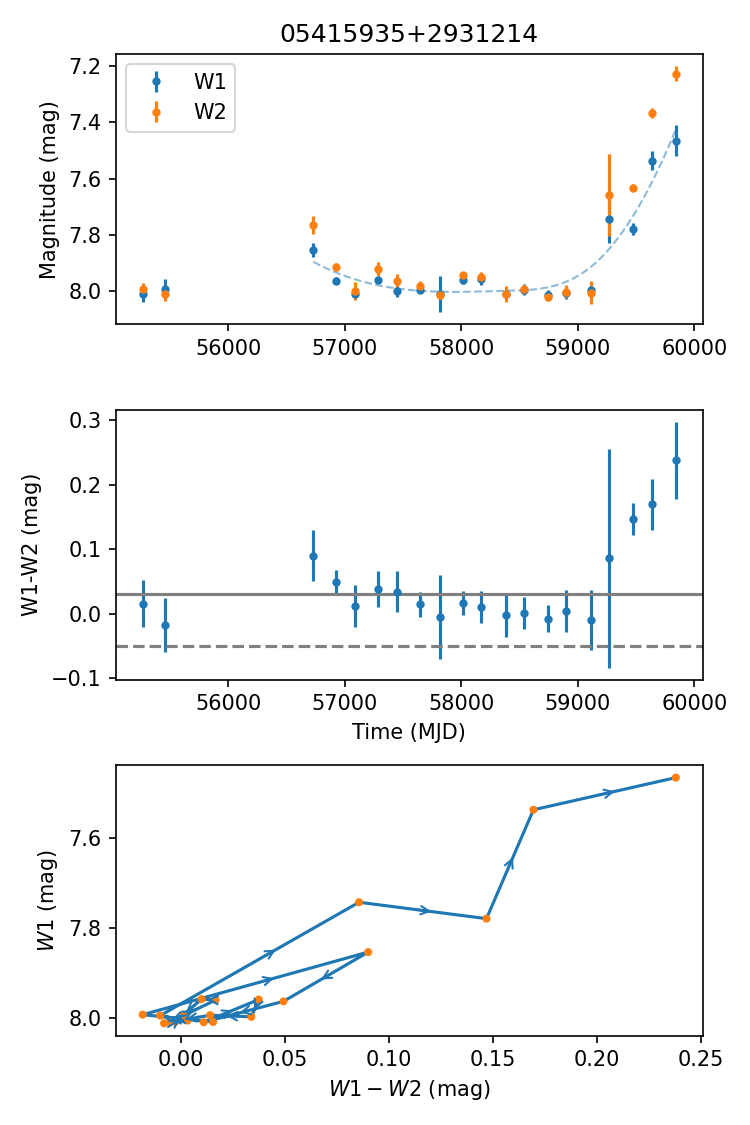 05415935+2931214
W1
W2
Magnitude (mag)
7.2
7.4
7.6
7.8
8.0
56000 57000 58000 59000 60000
W1-W2 (mag)
0.3
0.2
0.1
0.0
−0.1
56000 57000 58000 59000 60000
Time (MJD)
W1 (mag)
7.6
7.8
8.0
0.00 0.05 0.10 0.15 0.20 0.25
W1 − W2 (mag)